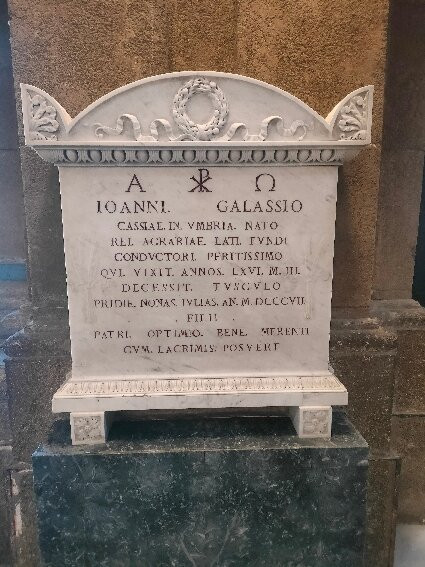 Α ☧ Ω
IOANNI. GALASSIO
CASSIAE. IN. VMBRIA. NATO
REI. AGRARIAE. LATI. FVNDI
CONDVCTORI. PERITISSIMO
QVI. VIXIT. ANNOS. LXVI. M. III.
DECESSIT. TVSCVLO
PRIDIE. NONAS. IVLIAS. AN. M. DCCCVII
FILII
PATRI. OPTIMO. BENE. MERENTI
CVM. LACRIMIS. POSVERE